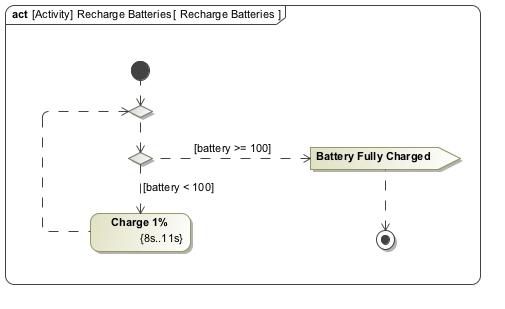 act [Activity] Recharge Batteries[ Recharge Batteries ]
[battery >= 100]
Battery Fully Charged
[battery < 100]
Charge 1%
{8s..11s}